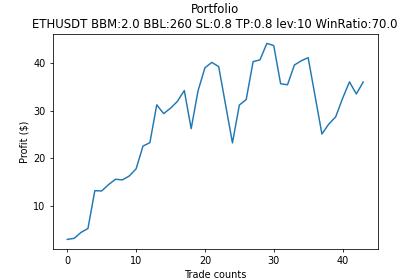 Portfolio
ETHUSDT BBM:2.0 BBL:260 SL:0.8 TP:0.8 lev:10 WinRatio:70.0
40
30
20
10
Profit ($)
0
10
20
30
40
Trade counts